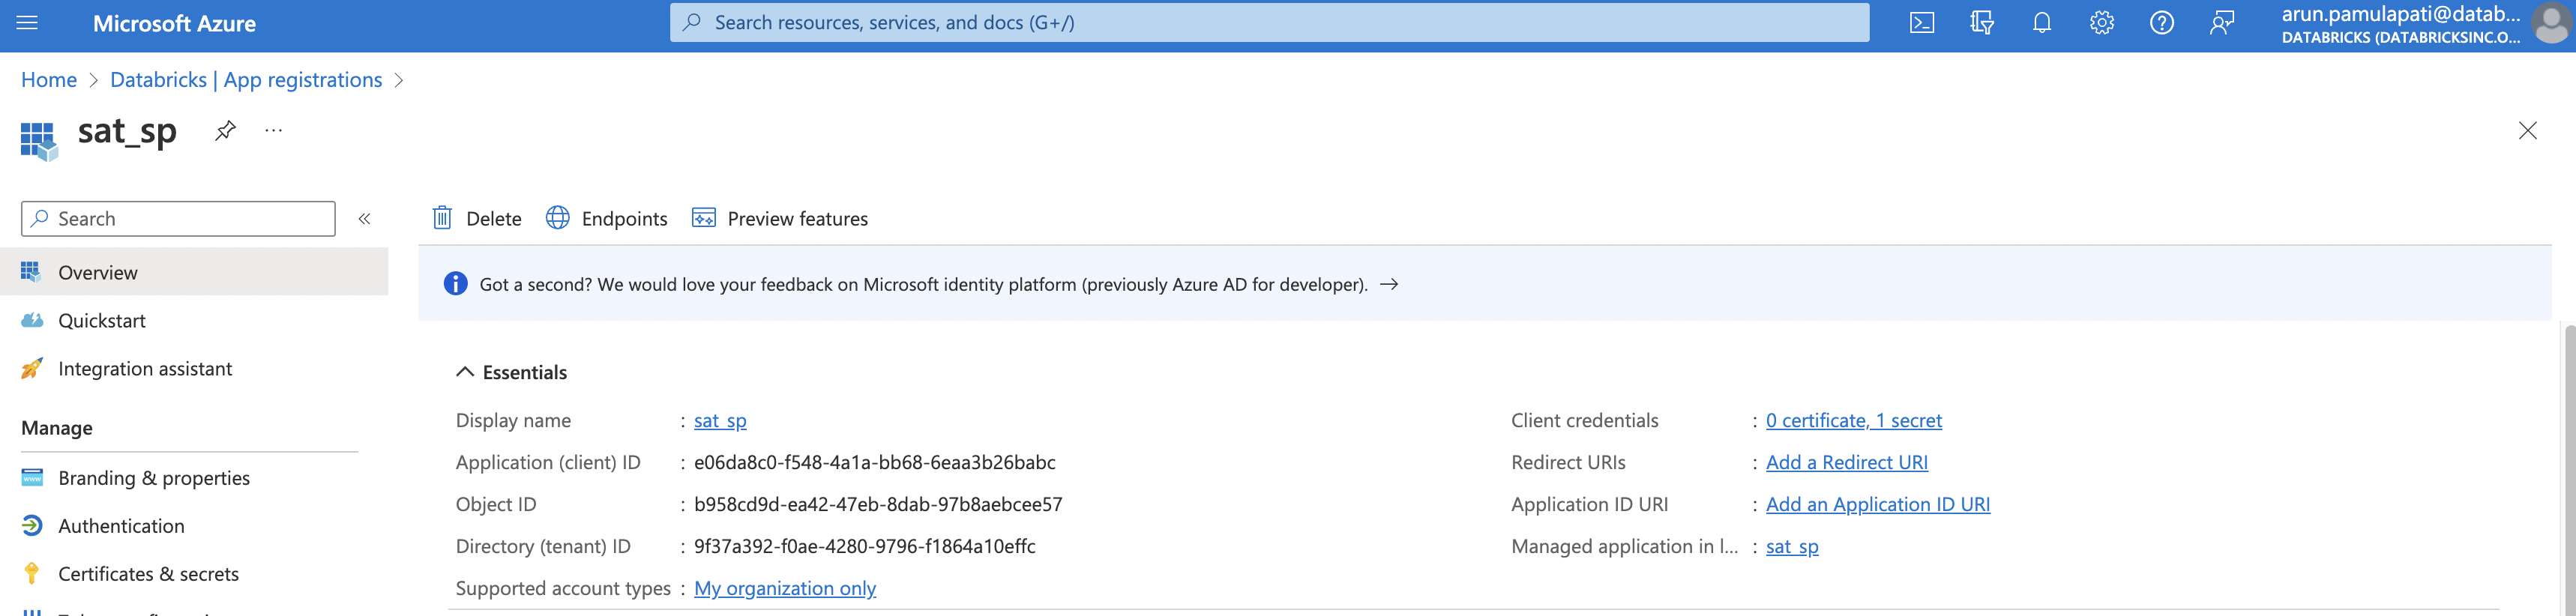 Microsoft Azure
Search resources, services, and docs (G+/)
arun.pamulapati@datab...
DATABRICKS (DATABRICKSINC.O...
Home > Databricks | App registrations >
sat_sp ...
Search «
Delete Endpoints Preview features
Overview
Got a second? We would love your feedback on Microsoft identity platform (previously Azure AD for developer). →
Quickstart
Integration assistant
Manage
Branding & properties
Authentication
Certificates & secrets
Essentials
Display name : sat_sp
Application (client) ID : e06da8c0-f548-4a1a-bb68-6eaa3b26babc
Object ID : b958cd9d-ea42-47eb-8dab-97b8aebcee57
Directory (tenant) ID : 9f37a392-f0ae-4280-9796-f1864a10effc
Supported account types : My organization only
Client credentials : 0 certificate, 1 secret
Redirect URIs : Add a Redirect URI
Application ID URI : Add an Application ID URI
Managed application in l... : sat_sp